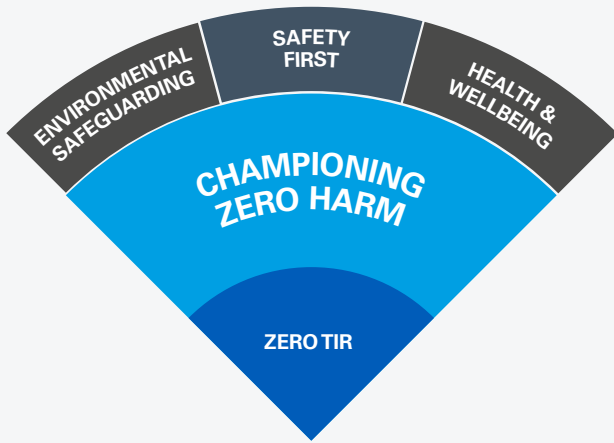 ENVIRONMENTAL
SAFEGUARDING
SAFETY
FIRST
HEALTH &
WELLBEING
CHAMPIONING
ZERO HARM
ZERO TIR